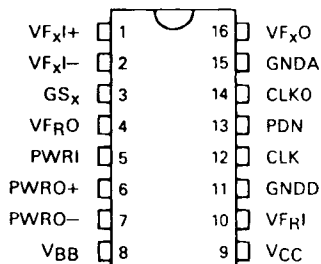 VFxI+ 1 16 VFxO
VFxI− 2 15 GNDA
GSx 3 14 CLK0
VFRO 4 13 PDN
PWRI 5 12 CLK
PWRO+ 6 11 GNDD
PWRO− 7 10 VFRI
VBB 8 9 VCC